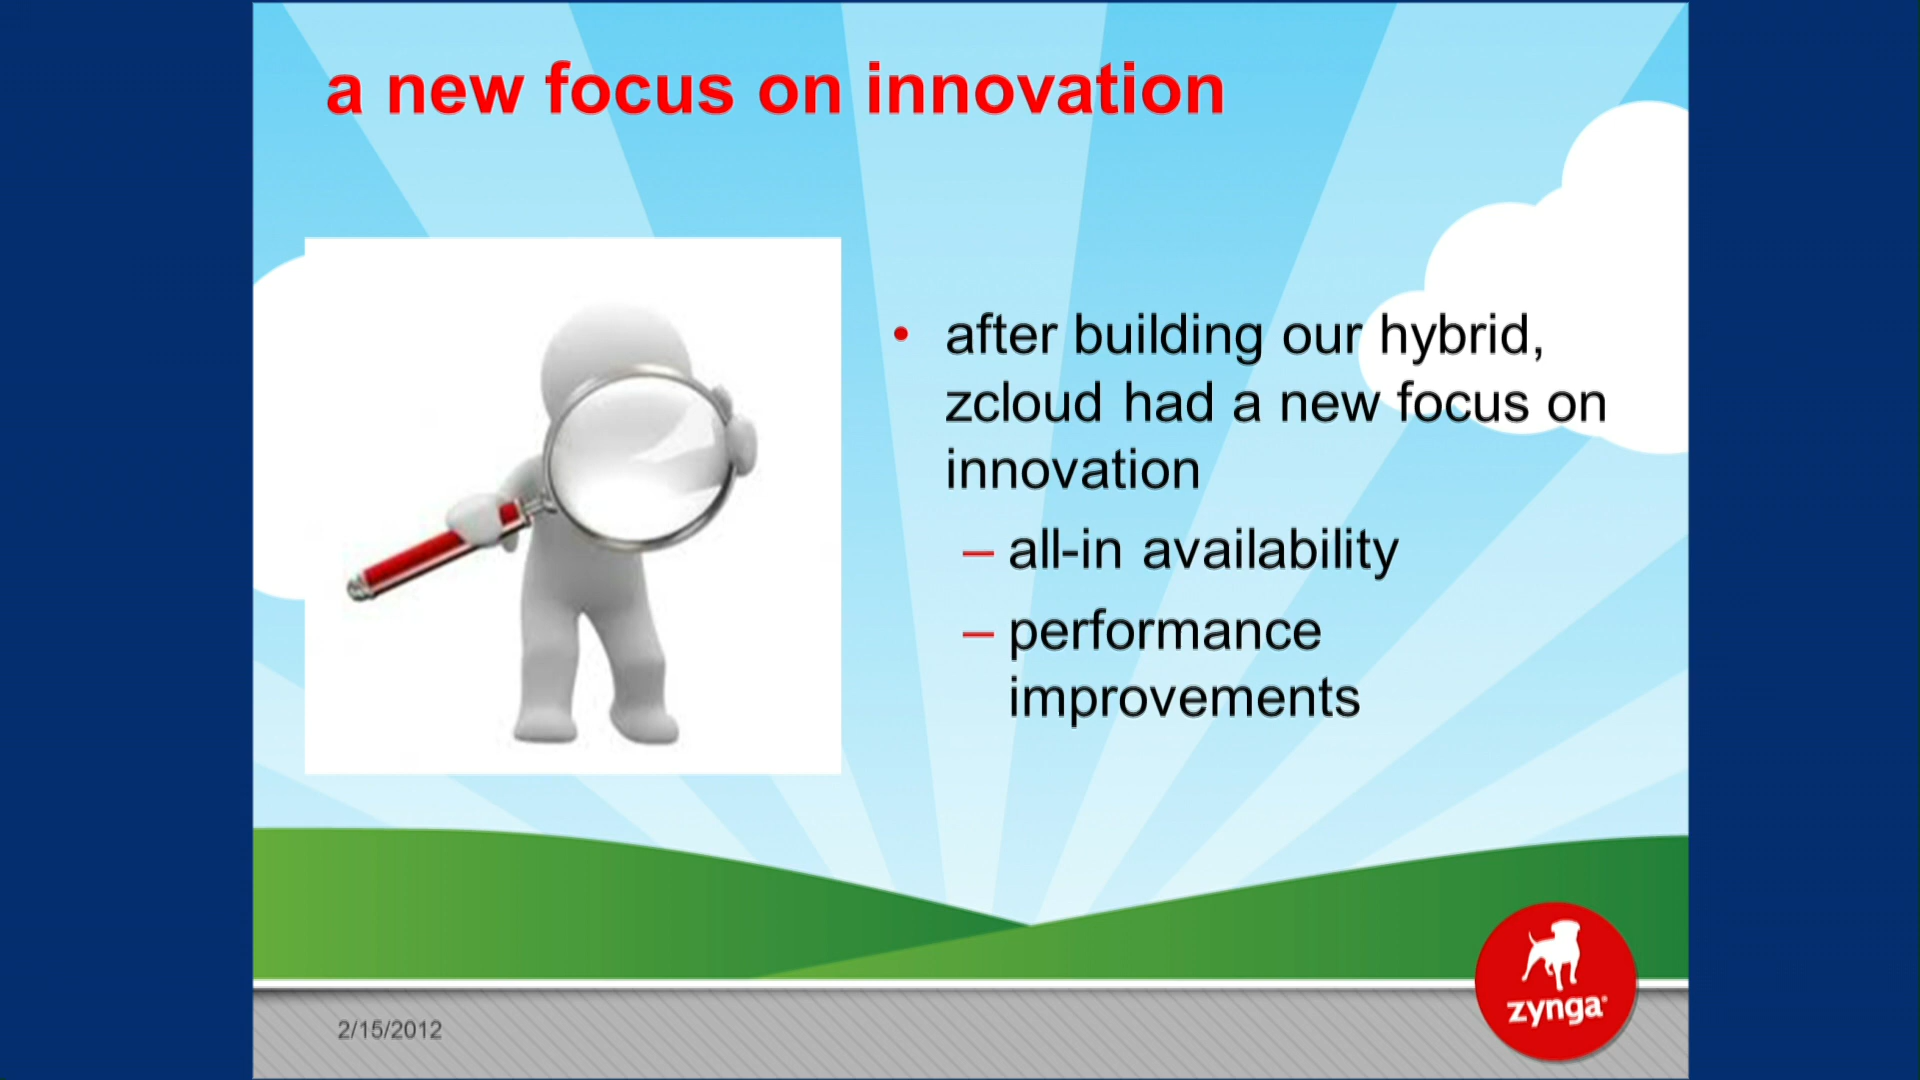 a new focus on innovation
• after building our hybrid,
zcloud had a new focus on
innovation
– all-in availability
– performance
improvements
2/15/2012
zynga